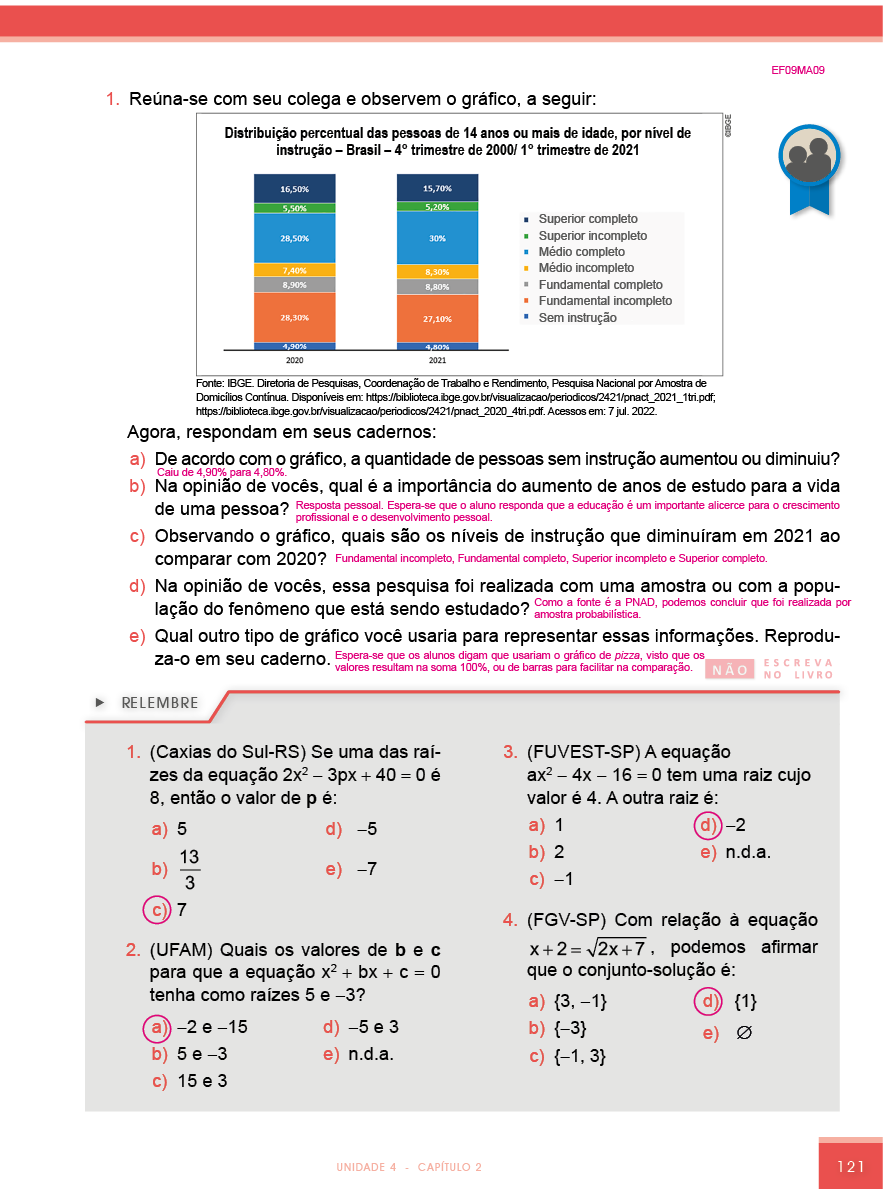 EF09MA09
1. Reúna-se com seu colega e observem o gráfico, a seguir:
©IBGE
Distribuição percentual das pessoas de 14 anos ou mais de idade, por nível de
instrução – Brasil – 4º trimestre de 2000/ 1º trimestre de 2021
16,50%
5,50%
28,50%
7,40%
8,90%
28,30%
4,90%
2020
15,70%
5,20%
30%
8,30%
8,80%
27,10%
4,80%
2021
Superior completo
Superior incompleto
Médio completo
Médio incompleto
Fundamental completo
Fundamental incompleto
Sem instrução
Fonte: IBGE. Diretoria de Pesquisas, Coordenação de Trabalho e Rendimento, Pesquisa Nacional por Amostra de
Domicílios Contínua. Disponíveis em: https://biblioteca.ibge.gov.br/visualizacao/periodicos/2421/pnact_2021_1tri.pdf;
https://biblioteca.ibge.gov.br/visualizacao/periodicos/2421/pnact_2020_4tri.pdf. Acessos em: 7 jul. 2022.
Agora, respondam em seus cadernos:
a) De acordo com o gráfico, a quantidade de pessoas sem instrução aumentou ou diminuiu?
Caiu de 4,90% para 4,80%.
b) Na opinião de vocês, qual é a importância do aumento de anos de estudo para a vida
de uma pessoa? Resposta pessoal. Espera-se que o aluno responda que a educação é um importante alicerce para o crescimento
profissional e o desenvolvimento pessoal.
c) Observando o gráfico, quais são os níveis de instrução que diminuíram em 2021 ao
comparar com 2020? Fundamental incompleto, Fundamental completo, Superior incompleto e Superior completo.
d) Na opinião de vocês, essa pesquisa foi realizada com uma amostra ou com a popu-
lação do fenômeno que está sendo estudado? Como a fonte é a PNAD, podemos concluir que foi realizada por
amostra probabilística.
e) Qual outro tipo de gráfico você usaria para representar essas informações. Reprodu-
za-o em seu caderno. Espera-se que os alunos digam que usariam o gráfico de pizza, visto que os
valores resultam na soma 100%, ou de barras para facilitar na comparação.
NÃO ESCREVA
NO LIVRO
RELEMBRE
1. (Caxias do Sul-RS) Se uma das raí-
zes da equação 2x² – 3px + 40 = 0 é
8, então o valor de p é:
a) 5
d) –5
b) 13/3
e) –7
c) 7
2. (UFAM) Quais os valores de b e c
para que a equação x² + bx + c = 0
tenha como raízes 5 e –3?
a) –2 e –15
d) –5 e 3
b) 5 e –3
e) n.d.a.
c) 15 e 3
3. (FUVEST-SP) A equação
ax² – 4x – 16 = 0 tem uma raiz cujo
valor é 4. A outra raiz é:
a) 1
d) –2
b) 2
e) n.d.a.
c) –1
4. (FGV-SP) Com relação à equação
x + 2 = √2x + 7, podemos afirmar
que o conjunto-solução é:
a) {3, –1}
d) {1}
b) {–3}
e) ∅
c) {–1, 3}
UNIDADE 4 - CAPÍTULO 2
121